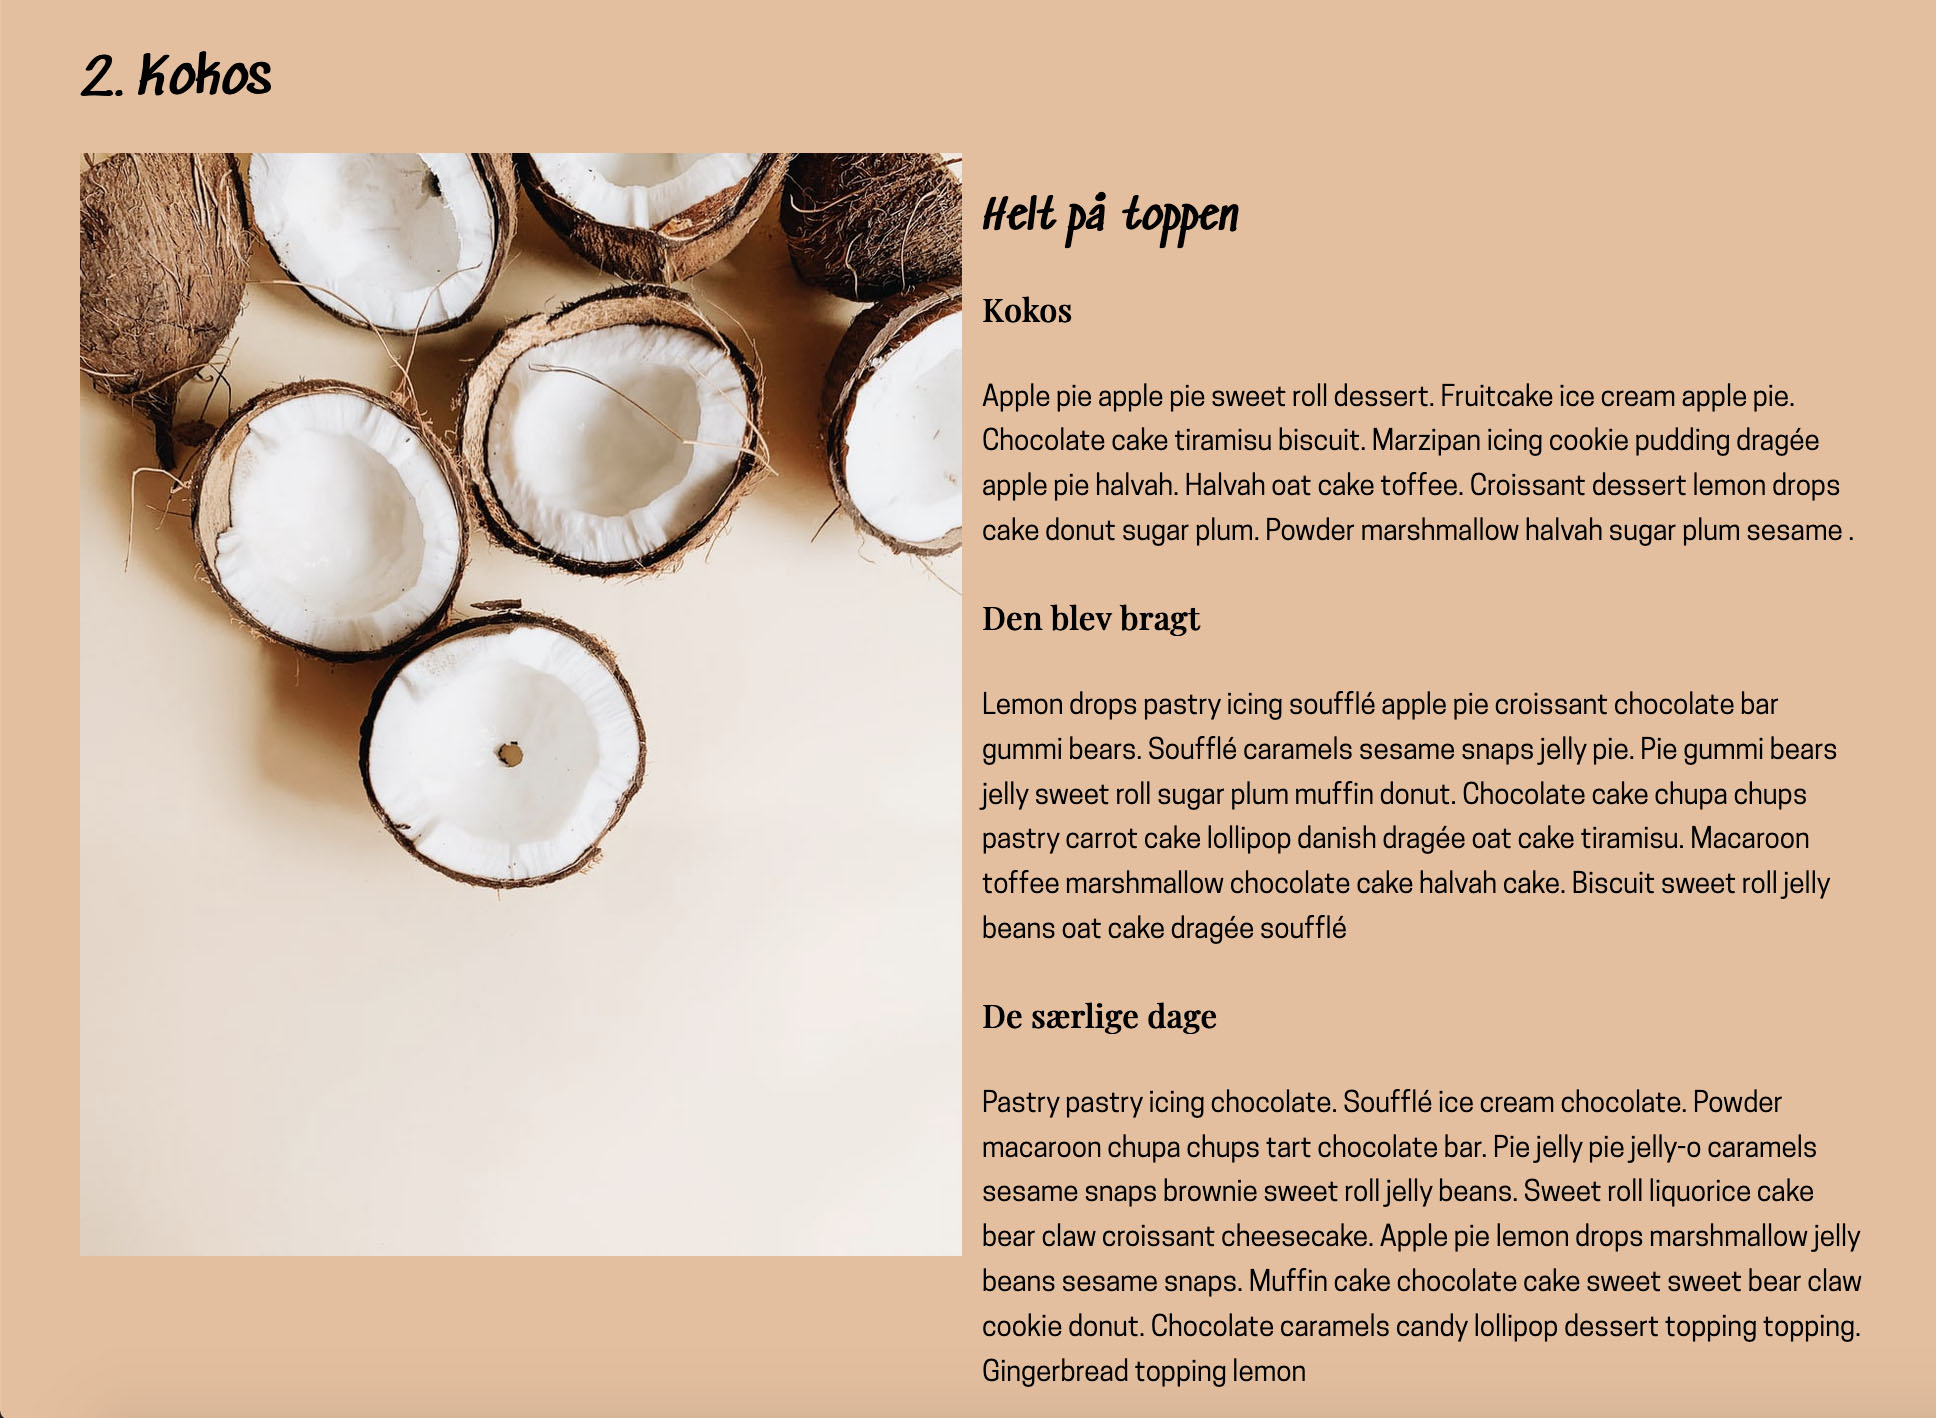 2. Kokos
Helt på toppen
Kokos
Apple pie apple pie sweet roll dessert. Fruitcake ice cream apple pie.
Chocolate cake tiramisu biscuit. Marzipan icing cookie pudding dragée
apple pie halvah. Halvah oat cake toffee. Croissant dessert lemon drops
cake donut sugar plum. Powder marshmallow halvah sugar plum sesame .
Den blev bragt
Lemon drops pastry icing soufflé apple pie croissant chocolate bar
gummi bears. Soufflé caramels sesame snaps jelly pie. Pie gummi bears
jelly sweet roll sugar plum muffin donut. Chocolate cake chupa chups
pastry carrot cake lollipop danish dragée oat cake tiramisu. Macaroon
toffee marshmallow chocolate cake halvah cake. Biscuit sweet roll jelly
beans oat cake dragée soufflé
De særlige dage
Pastry pastry icing chocolate. Soufflé ice cream chocolate. Powder
macaroon chupa chups tart chocolate bar. Pie jelly pie jelly-o caramels
sesame snaps brownie sweet roll jelly beans. Sweet roll liquorice cake
bear claw croissant cheesecake. Apple pie lemon drops marshmallow jelly
beans sesame snaps. Muffin cake chocolate cake sweet sweet bear claw
cookie donut. Chocolate caramels candy lollipop dessert topping topping.
Gingerbread topping lemon